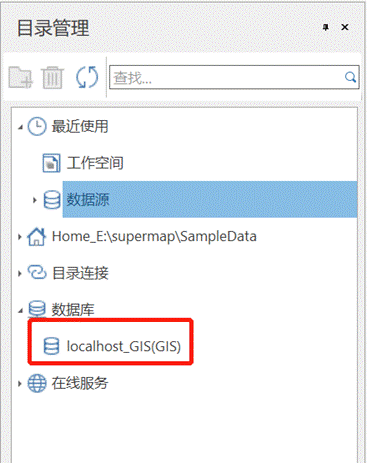 目录管理
查找...
最近使用
工作空间
数据源
Home_E:\supermap\SampleData
目录连接
数据库
localhost_GIS(GIS)
在线服务